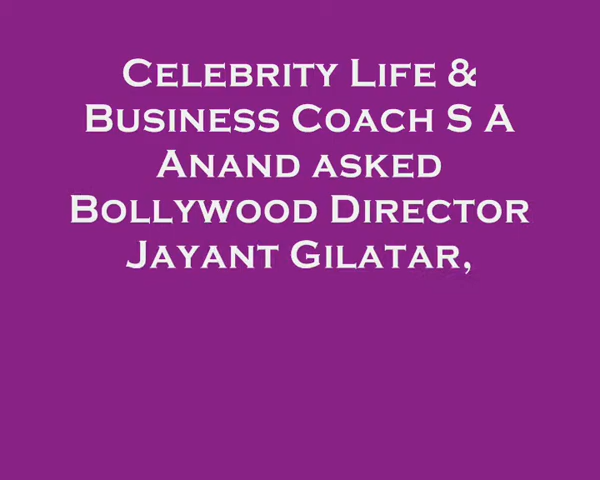 Celebrity Life &
Business Coach S A
Anand asked
Bollywood Director
Jayant Gilatar,